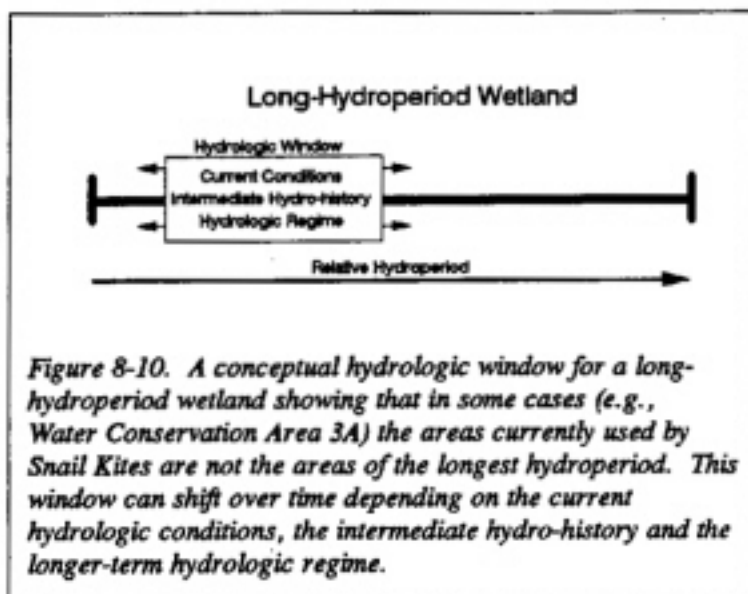 Long-Hydroperiod Wetland
Hydrologic Window
Current Conditions
Intermediate Hydro-history
Hydrologic Regime
Relative Hydroperiod
Figure 8-10. A conceptual hydrologic window for a long-
hydroperiod wetland showing that in some cases (e.g.,
Water Conservation Area 3A) the areas currently used by
Snail Kites are not the areas of the longest hydroperiod. This
window can shift over time depending on the current
hydrologic conditions, the intermediate hydro-history and the
longer-term hydrologic regime.